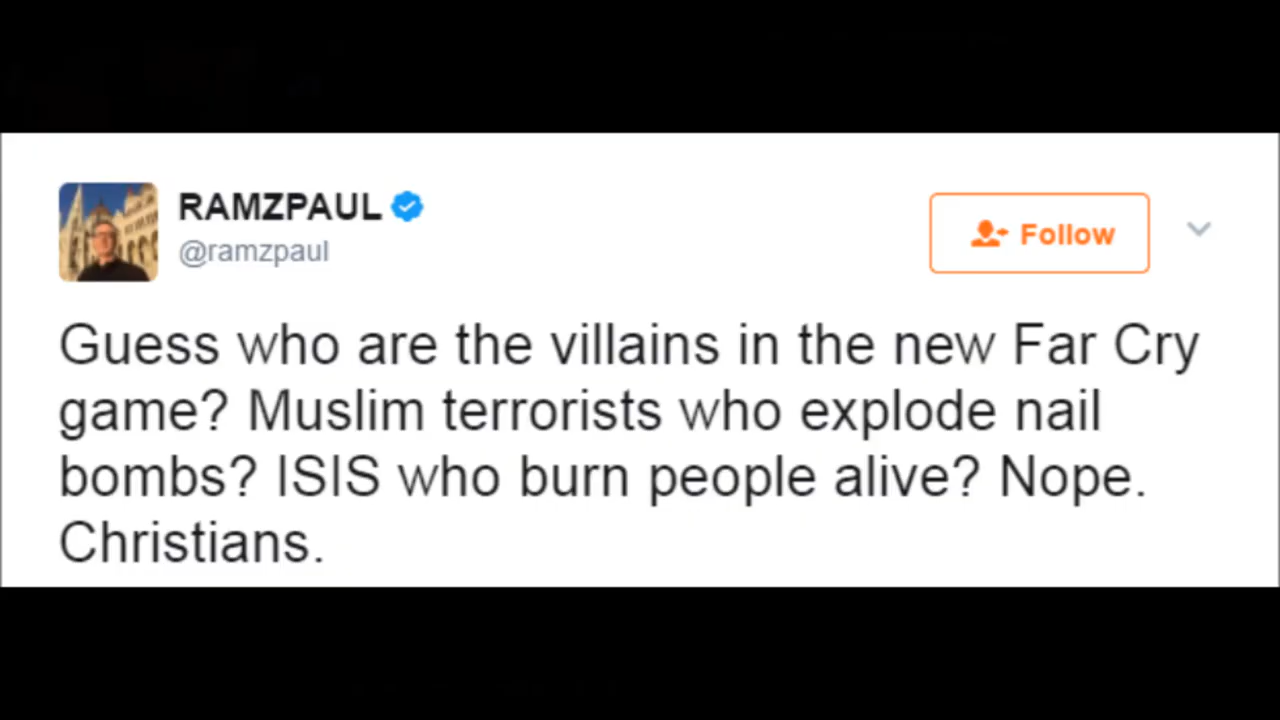 RAMZPAUL
@ramzpaul
Follow
Guess who are the villains in the new Far Cry
game? Muslim terrorists who explode nail
bombs? ISIS who burn people alive? Nope.
Christians.